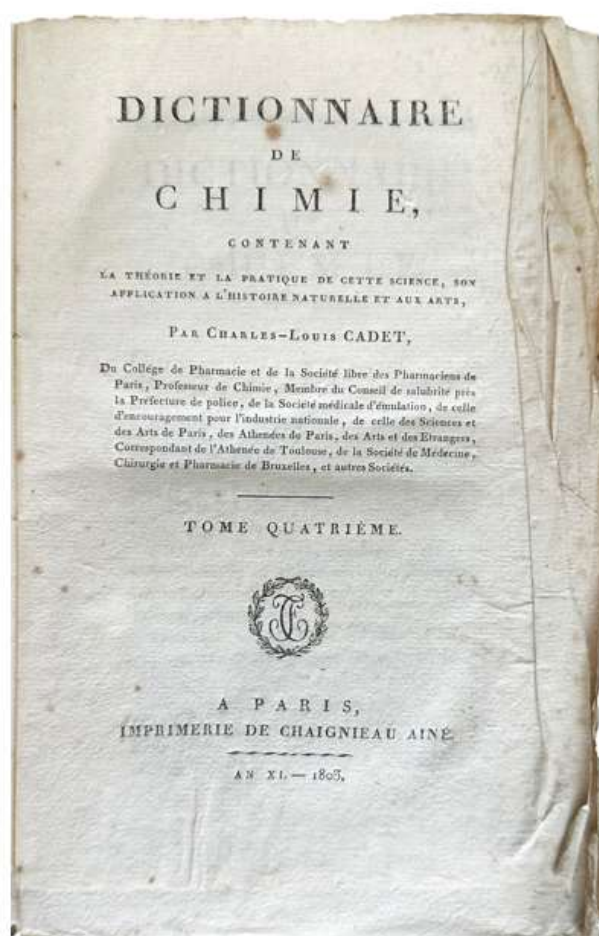 DICTIONNAIRE
DE
CHIMIE,
CONTENANT
LA THÉORIE ET LA PRATIQUE DE CETTE SCIENCE, SON
APPLICATION A L'HISTOIRE NATURELLE ET AUX ARTS,
PAR CHARLES-LOUIS CADET,
Du Collége de Pharmacie et de la Société libre des Pharmaciens de
Paris, Professeur de Chimie, Membre du Conseil de salubrité près
la Préfecture de police, de la Société médicale d'émulation, de celle
d'encouragement pour l'industrie nationale, de celle des Sciences et
des Arts de Paris, des Athenées de Paris, des Arts et des Etrangers,
Correspondant de l'Athenée de Toulouse, de la Société de Médecine,
Chirurgie et Pharmacie de Bruxelles, et autres Sociétés.
TOME QUATRIÈME.
A PARIS,
IMPRIMERIE DE CHAIGNIEAU AINÉ.
AN XI. — 1803.